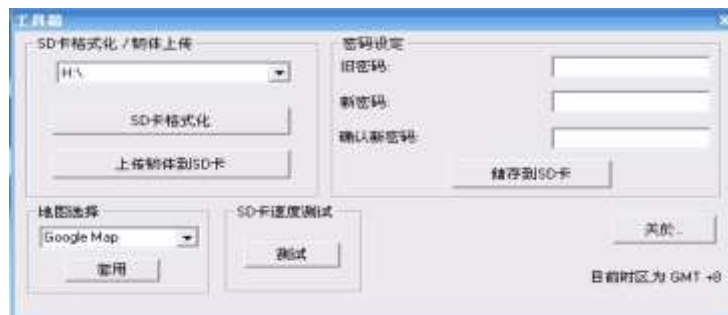 工具箱
SD卡格式化 / 韧体上传
H:\
SD卡格式化
上传韧体到SD卡
密码设定
旧密码:
新密码:
确认新密码:
储存到SD卡
地图选择
Google Map
套用
SD卡速度测试
测试
关於..
目前时区为 GMT +8